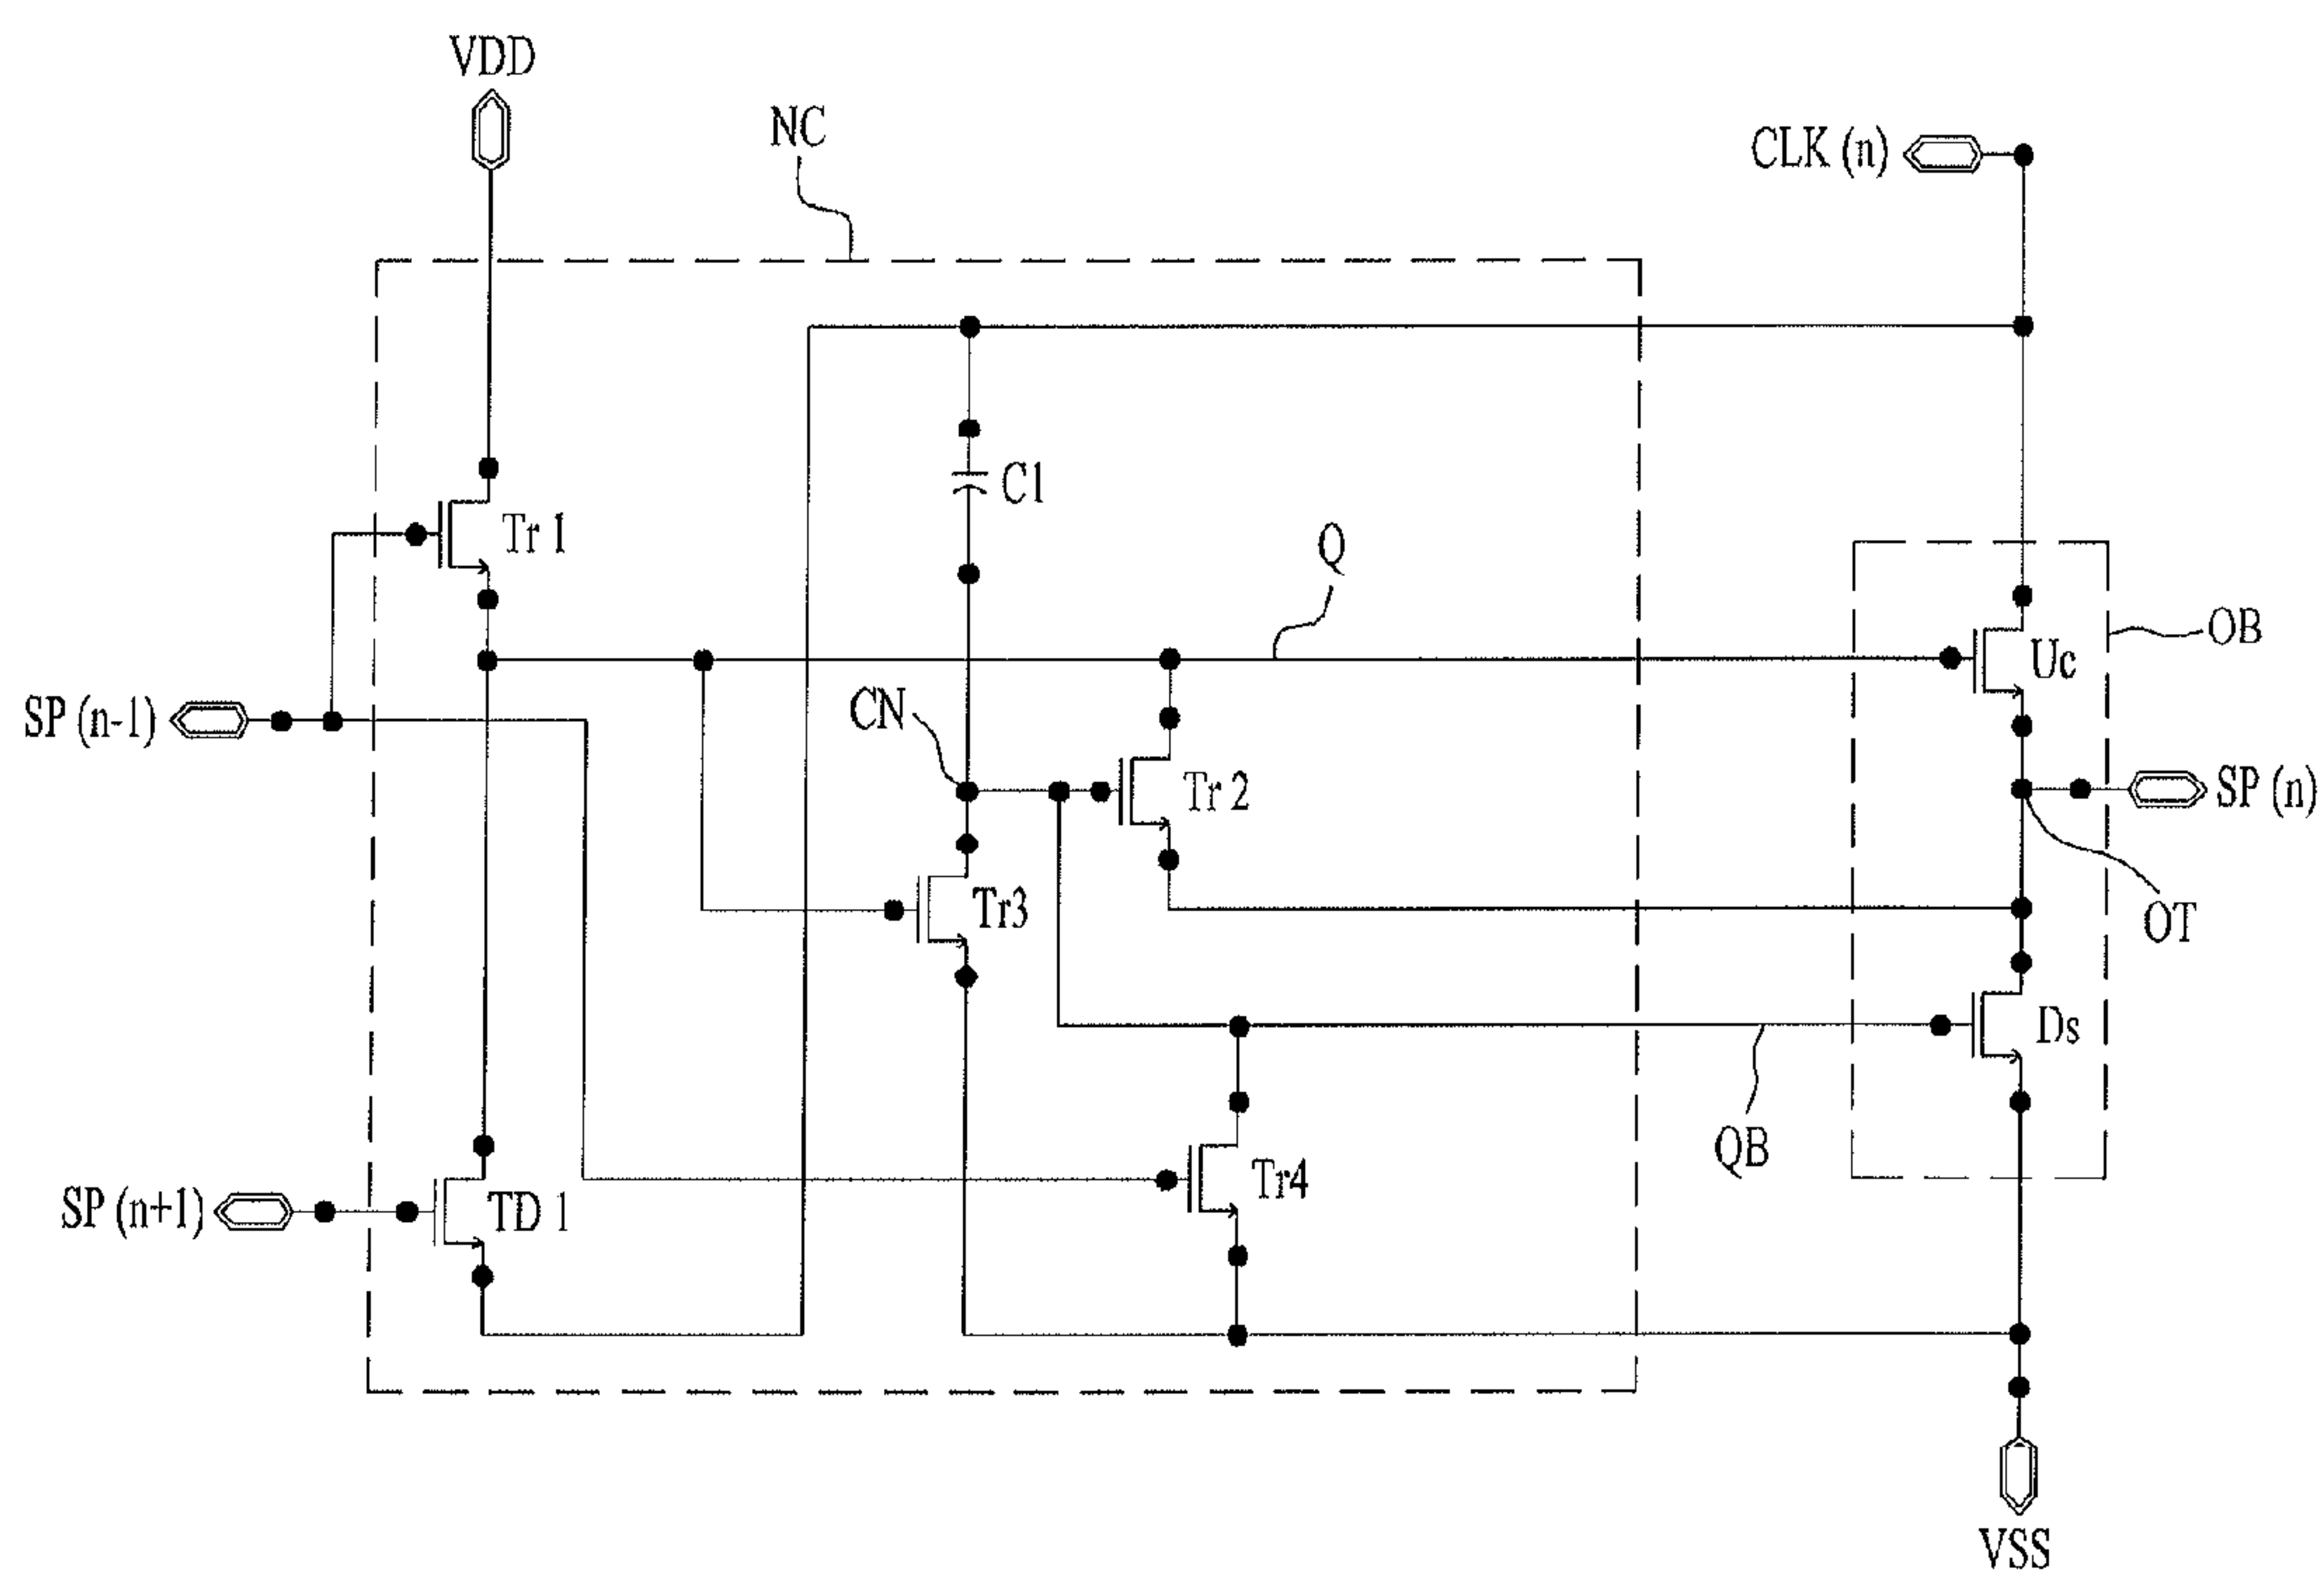 VDD
NC
CLK (n)
C1
Tr 1
Q
OB
Uc
SP (n-1)
CN
Tr 2
SP (n)
Tr3
OT
Ds
QB
Tr4
SP (n+1)
TD 1
VSS